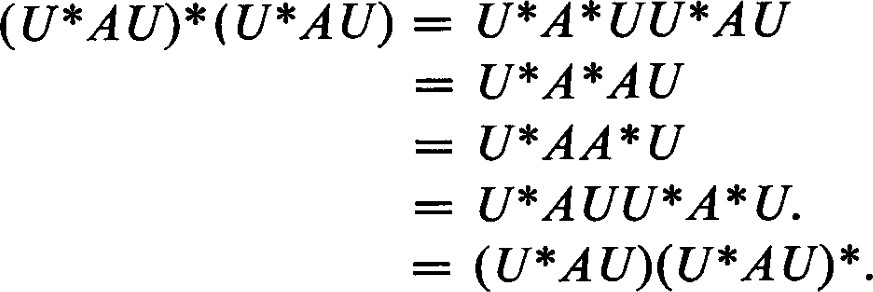 (U*AU)*(U*AU) = U*A*UU*AU
= U*A*AU
= U*AA*U
= U*AUU*A*U.
= (U*AU)(U*AU)*.